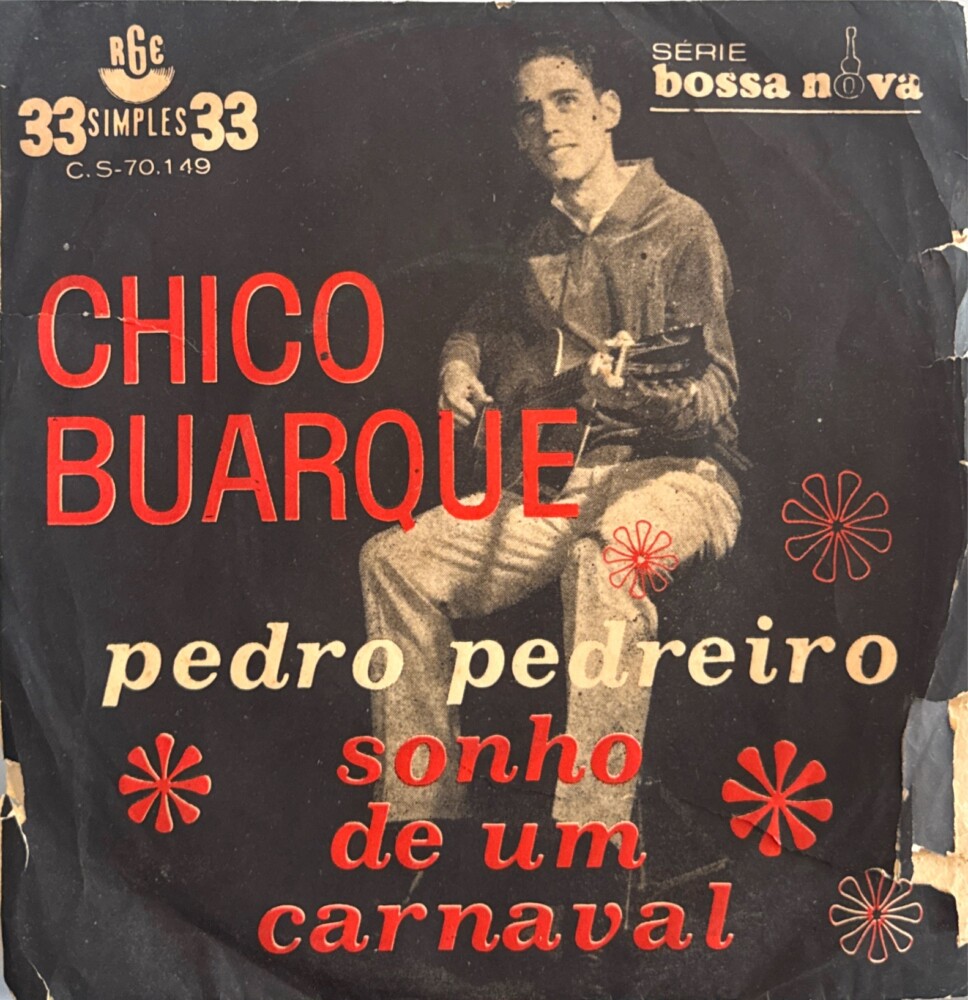 RGE
33 SIMPLES 33
C.S-70.149
SÉRIE
bossa nova
CHICO
BUARQUE
pedro pedreiro
sonho
de um
carnaval